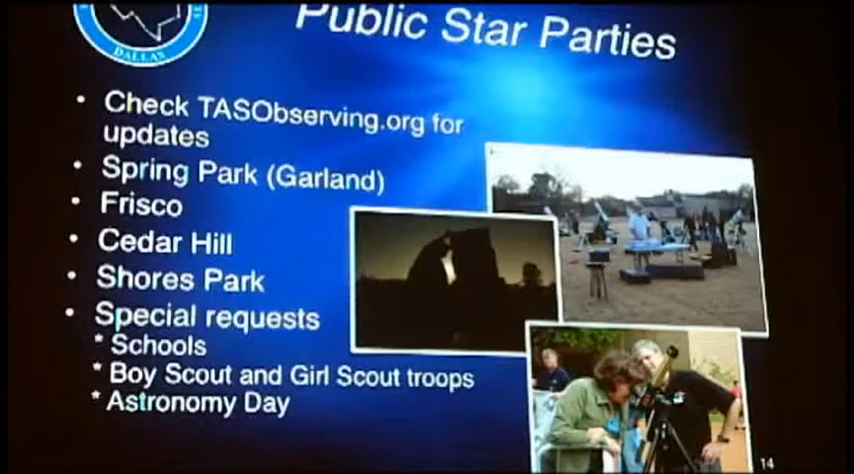 Public Star Parties
DALLAS
• Check TASObserving.org for
updates
• Spring Park (Garland)
• Frisco
• Cedar Hill
• Shores Park
• Special requests
* Schools
* Boy Scout and Girl Scout troops
* Astronomy Day
14